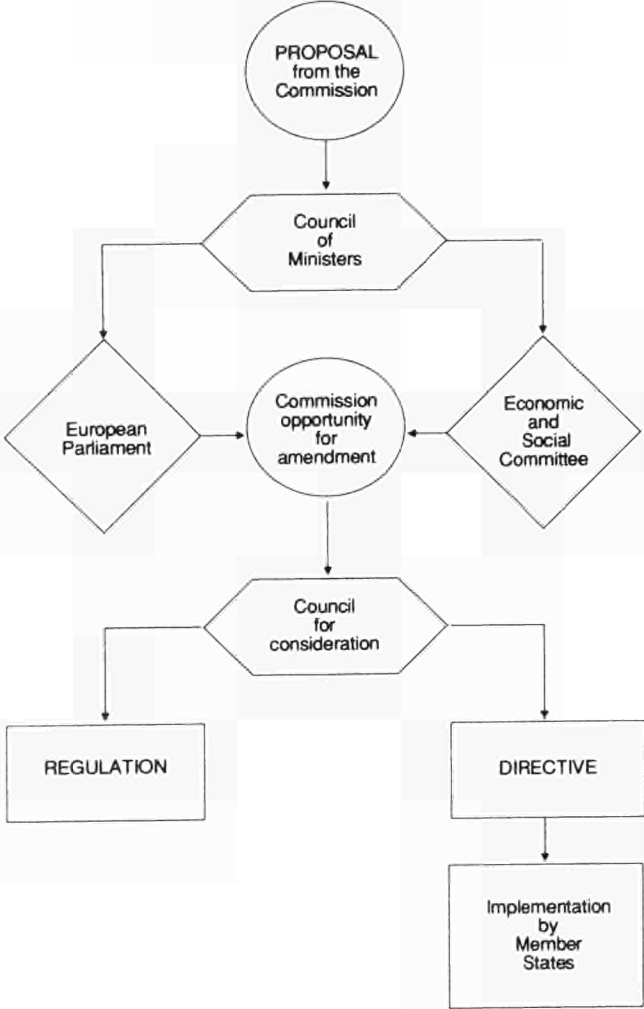 PROPOSAL
from the
Commission
Council
of
Ministers
European
Parliament
Commission
opportunity
for
amendment
Economic
and
Social
Committee
Council
for
consideration
REGULATION
DIRECTIVE
Implementation
by
Member
States